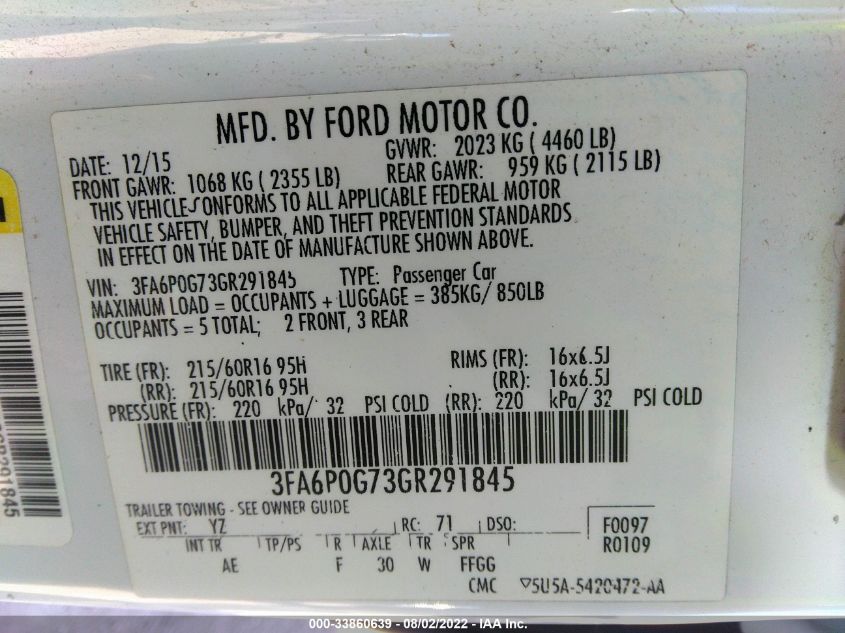 MFD. BY FORD MOTOR CO.
DATE: 12/15 GVWR: 2023 KG ( 4460 LB)
FRONT GAWR: 1068 KG ( 2355 LB) REAR GAWR: 959 KG ( 2115 LB)
THIS VEHICLE CONFORMS TO ALL APPLICABLE FEDERAL MOTOR
VEHICLE SAFETY, BUMPER, AND THEFT PREVENTION STANDARDS
IN EFFECT ON THE DATE OF MANUFACTURE SHOWN ABOVE.
VIN: 3FA6P0G73GR291845 TYPE: Passenger Car
MAXIMUM LOAD = OCCUPANTS + LUGGAGE = 385KG/ 850LB
OCCUPANTS = 5 TOTAL; 2 FRONT, 3 REAR
TIRE (FR): 215/60R16 95H RIMS (FR): 16x6.5J
(RR): 215/60R16 95H (RR): 16x6.5J
PRESSURE (FR): 220 kPa/ 32 PSI COLD (RR): 220 kPa/ 32 PSI COLD
3FA6P0G73GR291845
TRAILER TOWING - SEE OWNER GUIDE
EXT PNT: YZ RC: 71 DSO: F0097
INT TR TP/PS R AXLE TR SPR R0109
AE F 30 W FFGG
CMC ▽5U5A-5420472-AA
000-33860639 - 08/02/2022 - IAA Inc.